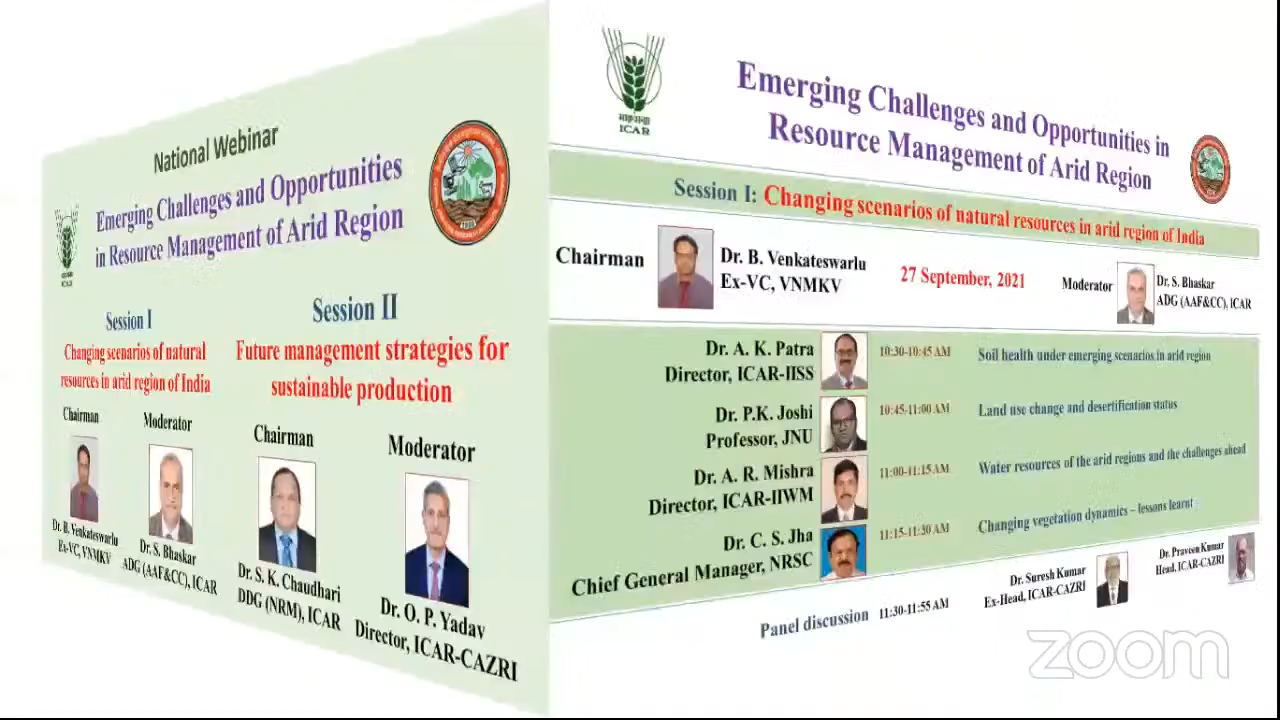 National Webinar
Emerging Challenges and Opportunities
in Resource Management of Arid Region
ICAR
Session I
Changing scenarios of natural
resources in arid region of India
Chairman
Dr. B. Venkateswarlu
Ex-VC, VNMKV
Moderator
Dr. S. Bhaskar
ADG (AAF&CC), ICAR
Session II
Future management strategies for
sustainable production
Chairman
Dr. S. K. Chaudhari
DDG (NRM), ICAR
Moderator
Dr. O. P. Yadav
Director, ICAR-CAZRI
भाकृअनुप
ICAR
Emerging Challenges and Opportunities in
Resource Management of Arid Region
Session I: Changing scenarios of natural resources in arid region of India
Chairman
Dr. B. Venkateswarlu
Ex-VC, VNMKV
27 September, 2021
Moderator
Dr. S. Bhaskar
ADG (AAF&CC), ICAR
Dr. A. K. Patra
Director, ICAR-IISS
10:30-10:45 AM
Soil health under emerging scenarios in arid region
Dr. P.K. Joshi
Professor, JNU
10:45-11:00 AM
Land use change and desertification status
Dr. A. R. Mishra
Director, ICAR-IIWM
11:00-11:15 AM
Water resources of the arid regions and the challenges ahead
Dr. C. S. Jha
Chief General Manager, NRSC
11:15-11:30 AM
Changing vegetation dynamics – lessons learnt
Panel discussion 11:30-11:55 AM
Dr. Suresh Kumar
Ex-Head, ICAR-CAZRI
Dr. Praveen Kumar
Head, ICAR-CAZRI
zoom